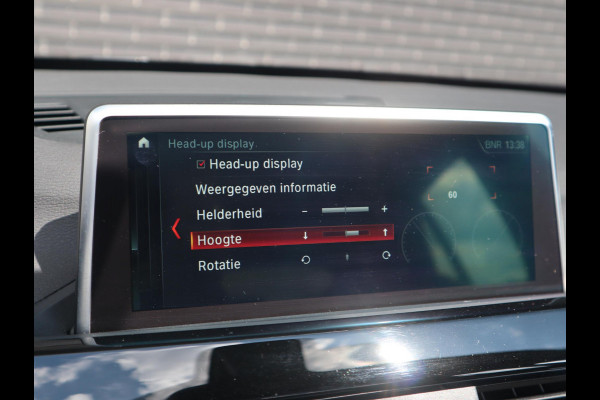 Head-up display
BNR 13:38
Head-up display
Weergegeven informatie
Helderheid - +
60
Hoogte
Rotatie